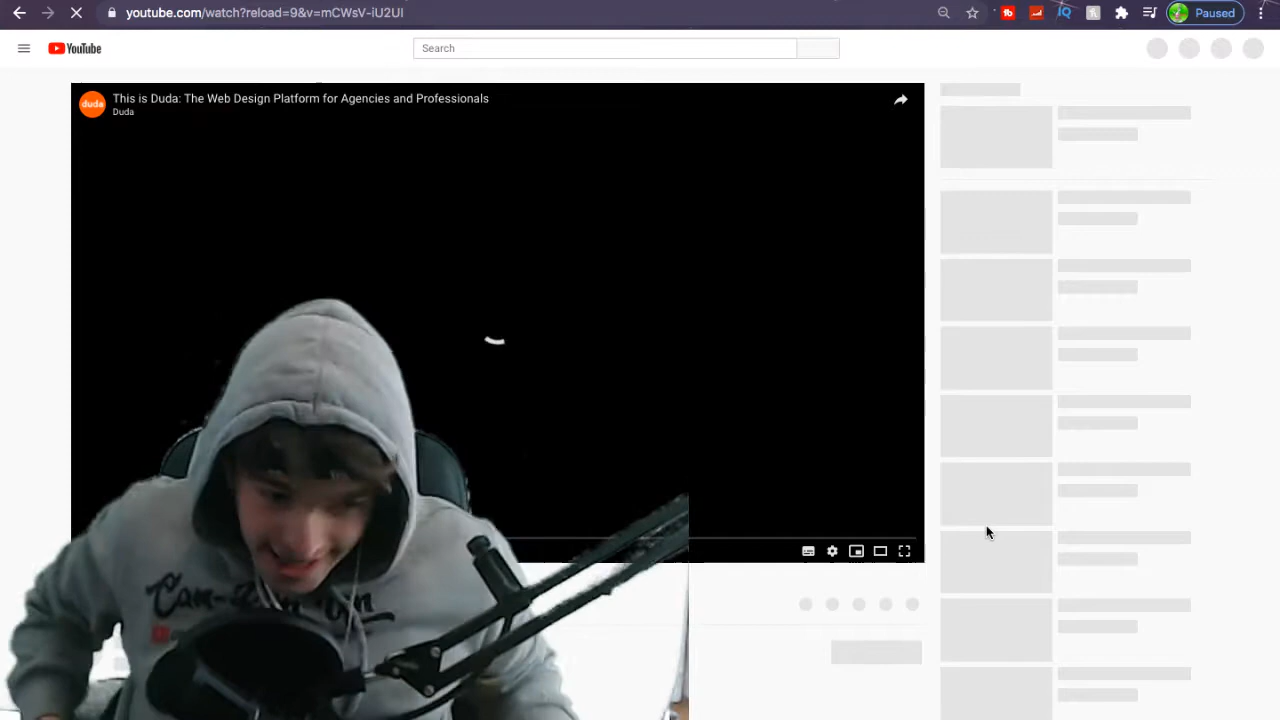 youtube.com/watch?reload=9&v=mCWsV-iU2UI
Paused
YouTube
Search
duda
This is Duda: The Web Design Platform for Agencies and Professionals
Duda